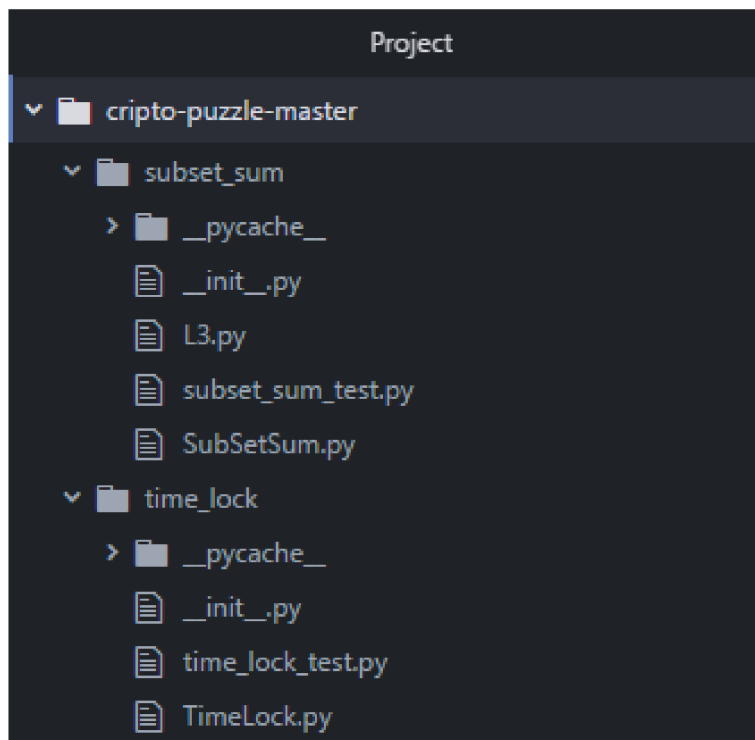 Project
cripto-puzzle-master
subset_sum
__pycache__
__init__.py
L3.py
subset_sum_test.py
SubSetSum.py
time_lock
__pycache__
__init__.py
time_lock_test.py
TimeLock.py